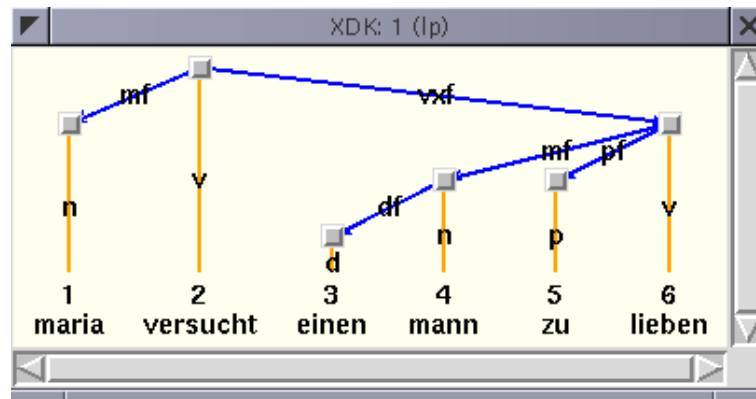 XDK: 1 (lp)
mf vxf
mf pf
v df
n n p v
d
1 2 3 4 5 6
maria versucht einen mann zu lieben